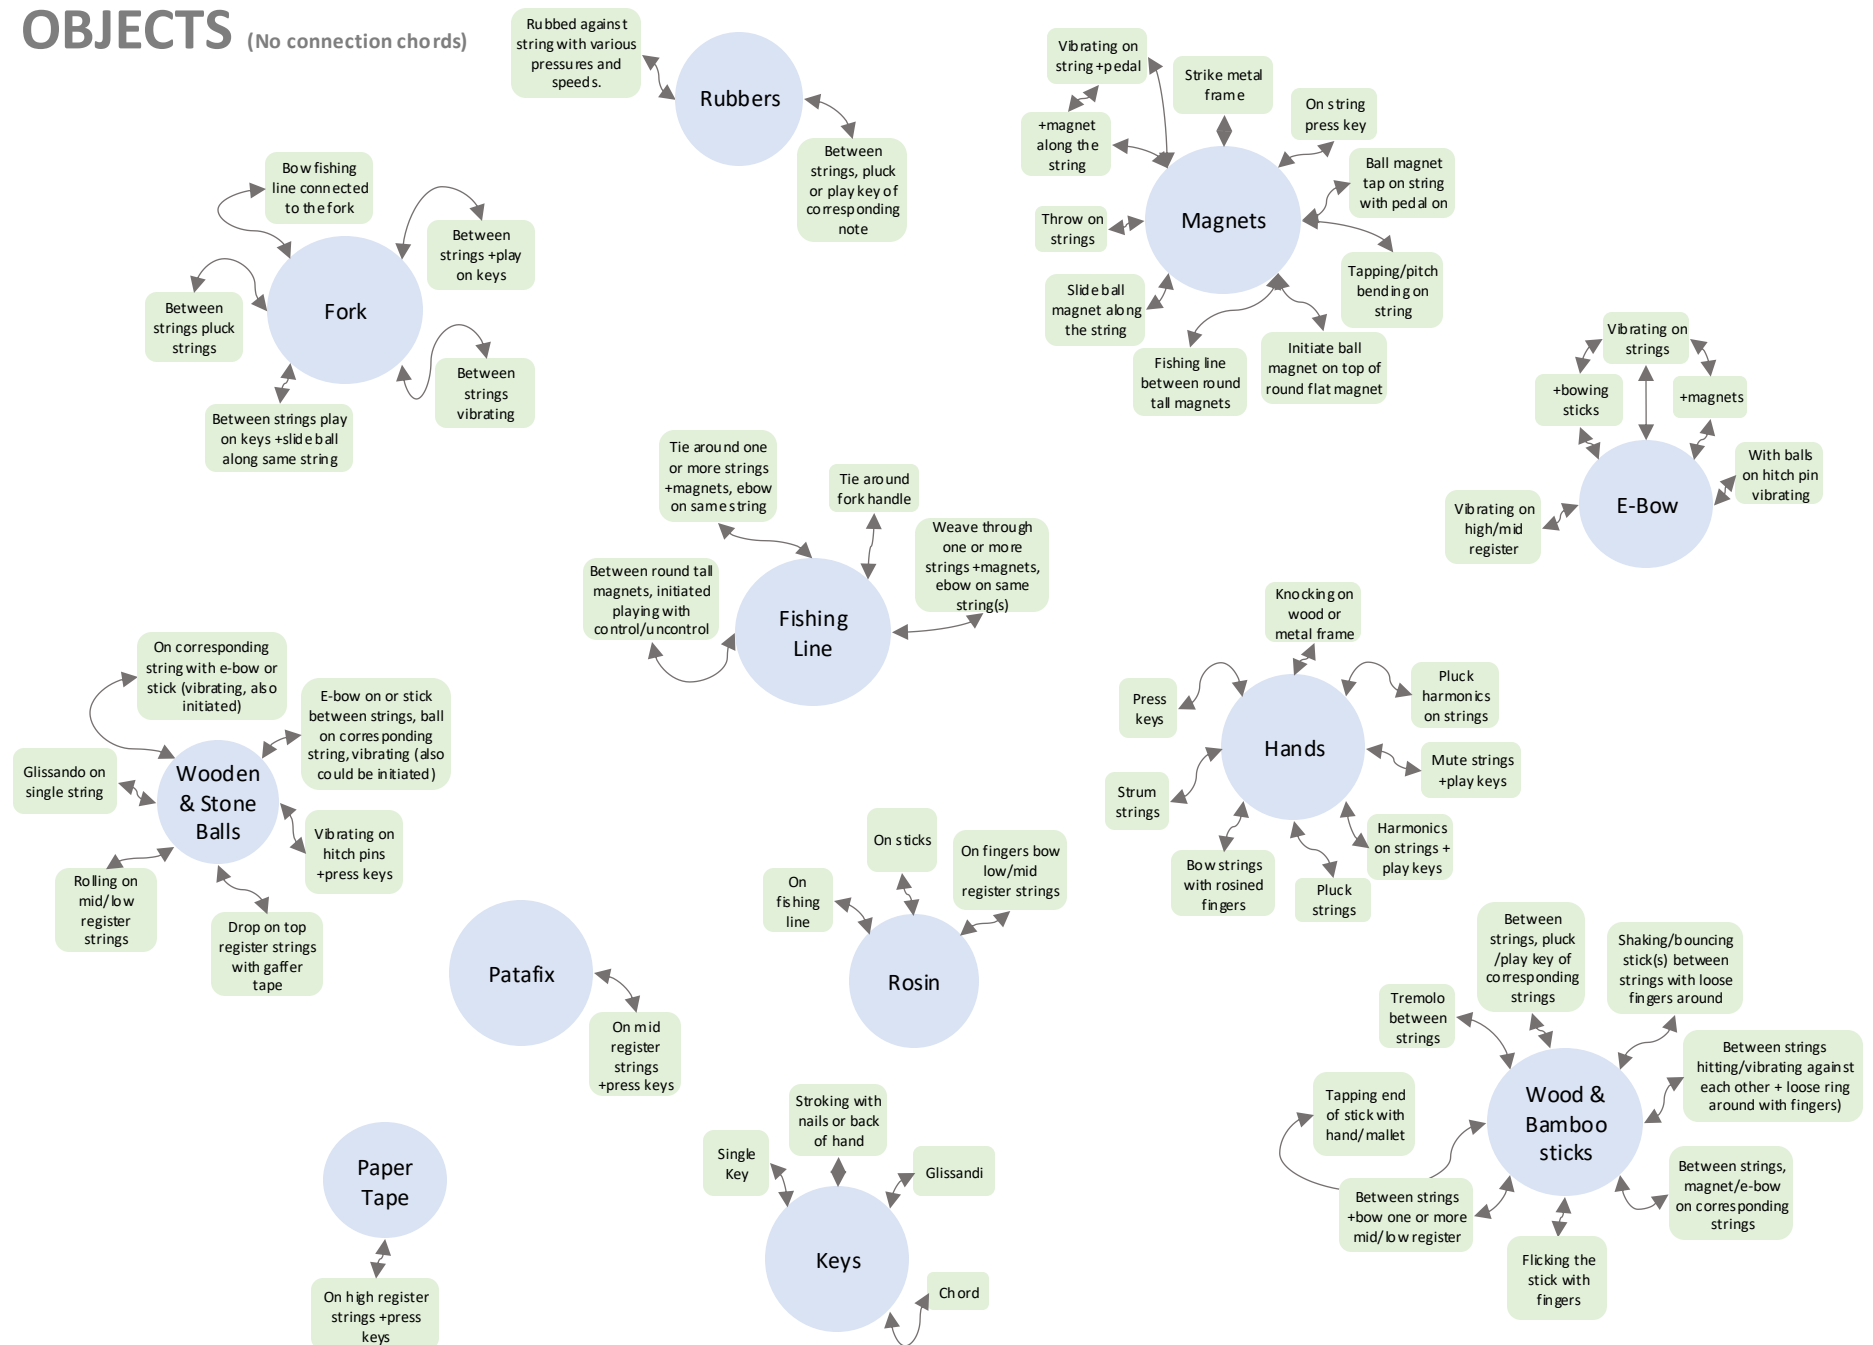 OBJECTS (No connection chords)
Rubbed against
string with various
pressures and
speeds.
Rubbers
Between
strings, pluck
or play key of
corresponding
note
Vibrating on
string +pedal
Strike metal
frame
On string
press key
+magnet
along the
string
Ball magnet
tap on string
with pedal on
Magnets
Throw on
strings
Tapping/pitch
bending on
string
Slide ball
magnet along
the string
Fishing line
between round
tall magnets
Initiate ball
magnet on top of
round flat magnet
Bow fishing
line connected
to the fork
Between
strings +play
on keys
Fork
Between
strings pluck
strings
Between
strings
vibrating
Between strings play
on keys +slide ball
along same string
Vibrating on
strings
+bowing
sticks
+magnets
E-Bow
With balls
on hitch pin
vibrating
Vibrating on
high/mid
register
Tie around one
or more strings
+magnets, ebow
on same string
Tie around
fork handle
Weave through
one or more
strings +magnets,
ebow on same
string(s)
Between round tall
magnets, initiated
playing with
control/uncontrol
Fishing
Line
Knocking on
wood or
metal frame
Press
keys
Pluck
harmonics
on strings
Hands
Mute strings
+play keys
Strum
strings
Harmonics
on strings +
play keys
Bow strings
with rosined
fingers
Pluck
strings
On corresponding
string with e-bow or
stick (vibrating, also
initiated)
E-bow on or stick
between strings, ball
on corresponding
string, vibrating (also
could be initiated)
Glissando on
single string
Wooden
& Stone
Balls
Vibrating on
hitch pins
+press keys
Rolling on
mid/low
register
strings
Drop on top
register strings
with gaffer
tape
Patafix
On mid
register
strings
+press keys
On
fishing
line
On sticks
On fingers bow
low/mid
register strings
Rosin
Between
strings, pluck
/play key of
corresponding
strings
Shaking/bouncing
stick(s) between
strings with loose
fingers around
Tremolo
between
strings
Between strings
hitting/vibrating against
each other + loose ring
around with fingers)
Tapping end
of stick with
hand/mallet
Wood &
Bamboo
sticks
Between strings
+bow one or more
mid/low register
Between strings,
magnet/e-bow
on corresponding
strings
Flicking the
stick with
fingers
Paper
Tape
On high register
strings +press
keys
Stroking with
nails or back
of hand
Single
Key
Glissandi
Keys
Chord